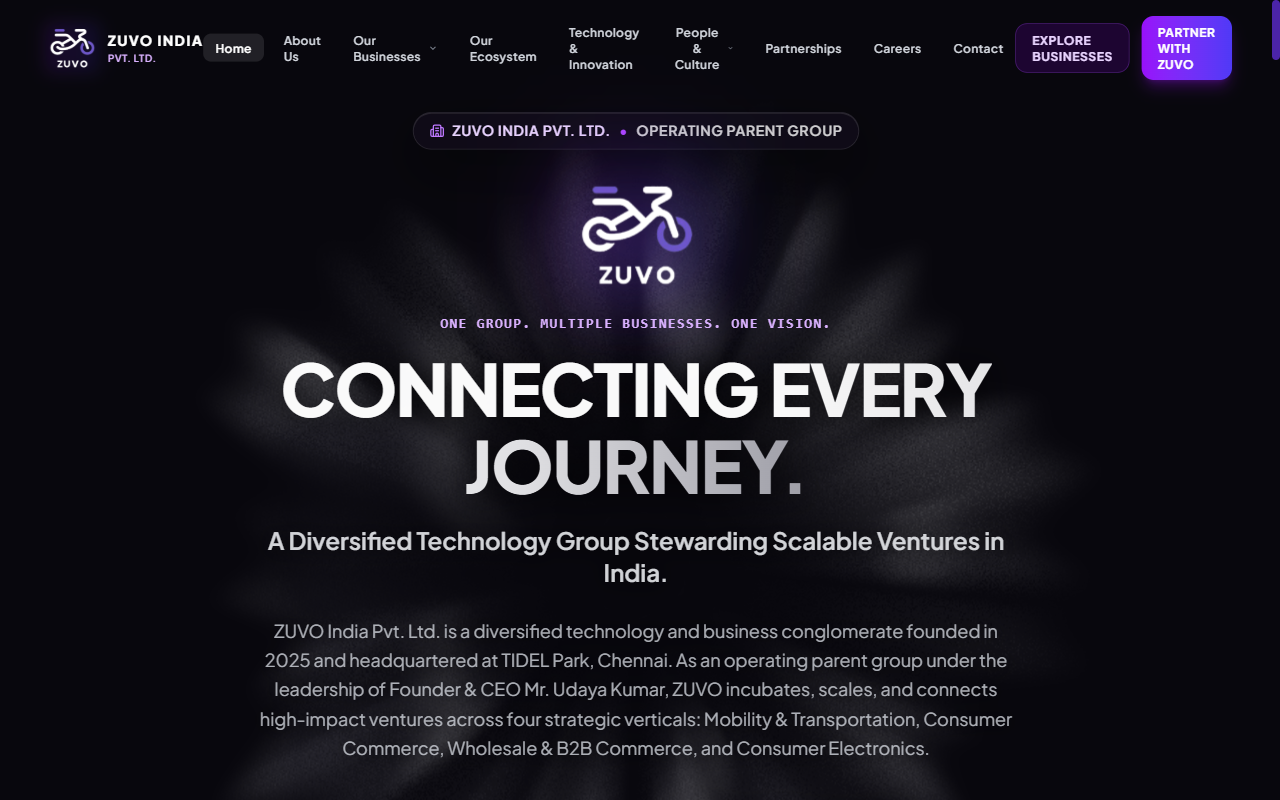 ZUVO
ZUVO INDIA
PVT. LTD.
Home
About
Us
Our
Businesses
Our
Ecosystem
Technology
&
Innovation
People
&
Culture
Partnerships
Careers
Contact
EXPLORE
BUSINESSES
PARTNER
WITH
ZUVO
ZUVO INDIA PVT. LTD. • OPERATING PARENT GROUP
ZUVO
ONE GROUP. MULTIPLE BUSINESSES. ONE VISION.
CONNECTING EVERY
JOURNEY.
A Diversified Technology Group Stewarding Scalable Ventures in
India.
ZUVO India Pvt. Ltd. is a diversified technology and business conglomerate founded in
2025 and headquartered at TIDEL Park, Chennai. As an operating parent group under the
leadership of Founder & CEO Mr. Udaya Kumar, ZUVO incubates, scales, and connects
high-impact ventures across four strategic verticals: Mobility & Transportation, Consumer
Commerce, Wholesale & B2B Commerce, and Consumer Electronics.